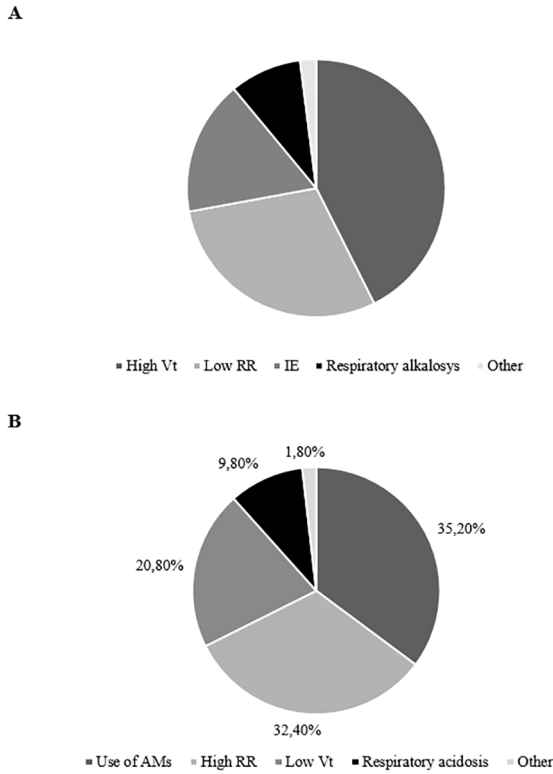 A
High Vt Low RR IE Respiratory alkalosys Other
B
1,80%
9,80%
35,20%
20,80%
32,40%
Use of AMs High RR Low Vt Respiratory acidosis Other